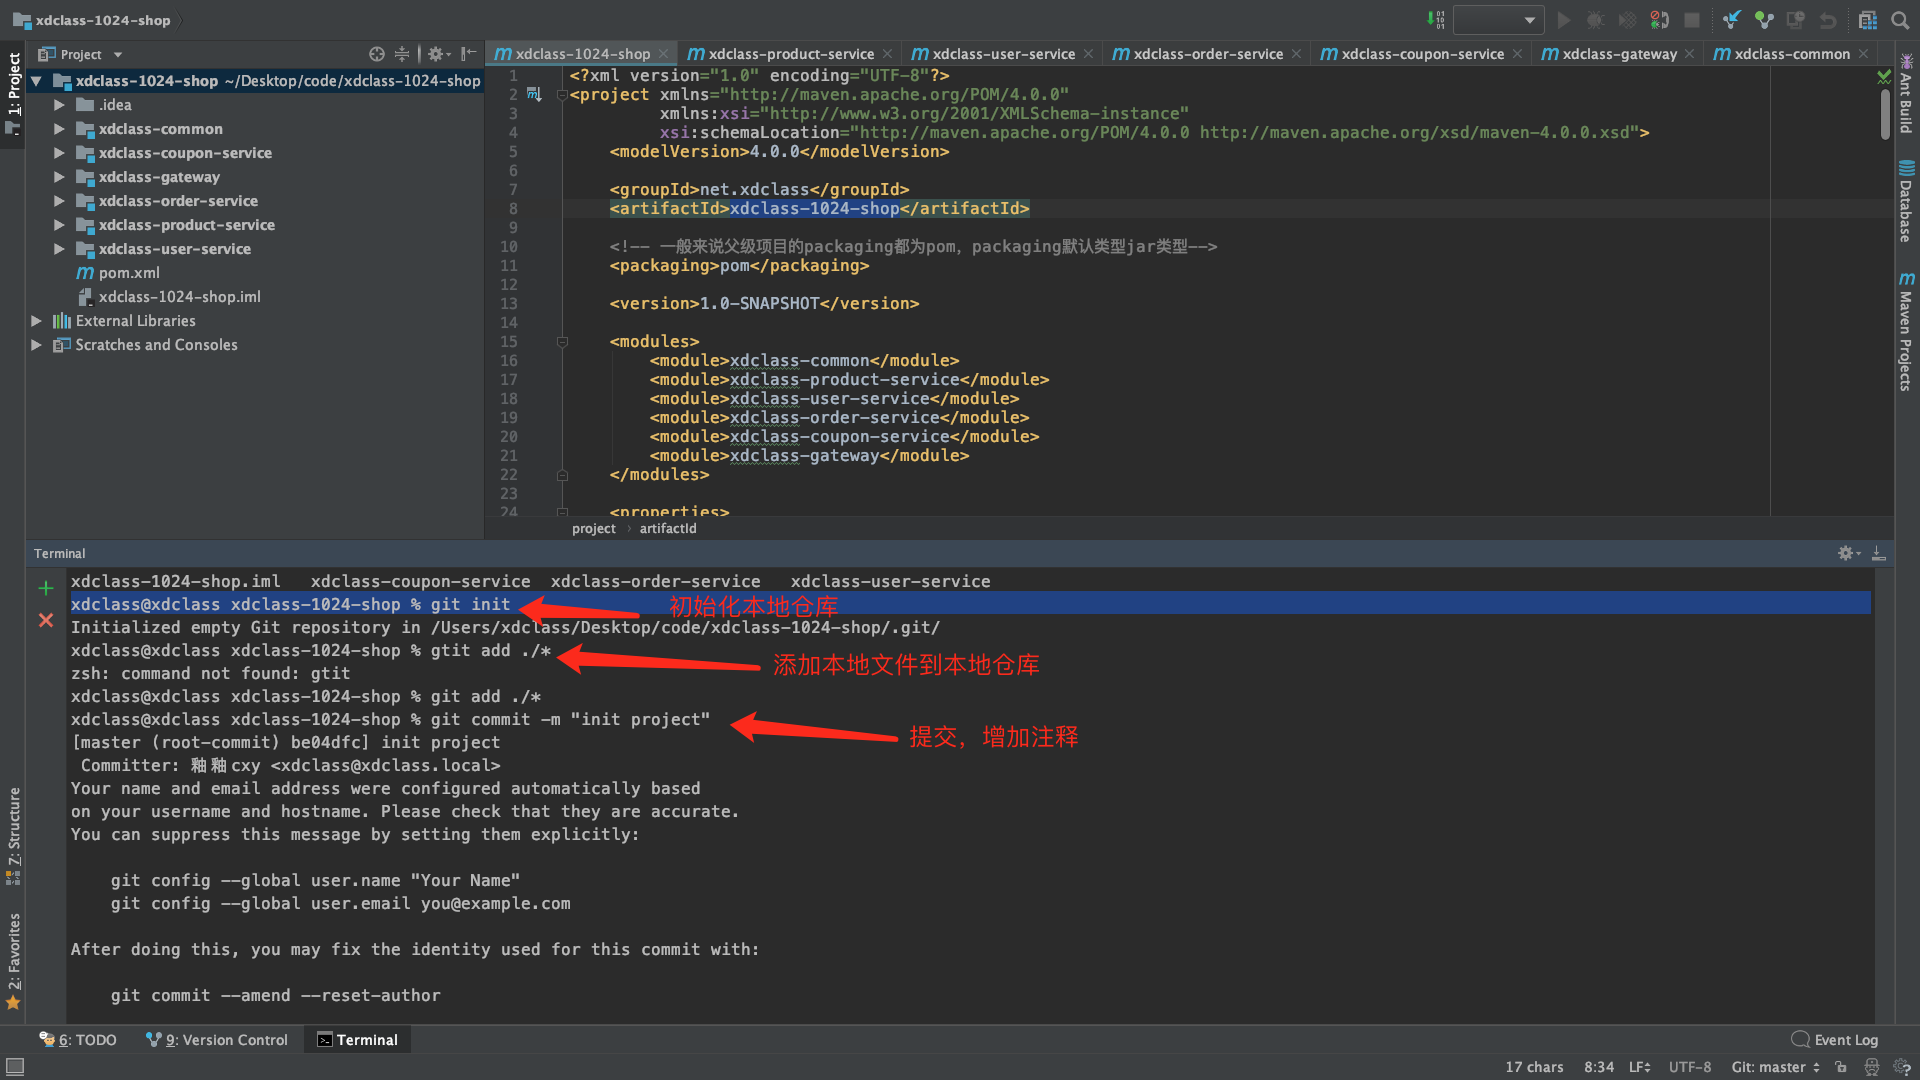 xdclass-1024-shop
Project
xdclass-1024-shop ~/Desktop/code/xdclass-1024-shop
.idea
xdclass-common
xdclass-coupon-service
xdclass-gateway
xdclass-order-service
xdclass-product-service
xdclass-user-service
pom.xml
xdclass-1024-shop.iml
External Libraries
Scratches and Consoles
1: Project
7: Structure
2: Favorites
xdclass-1024-shop
xdclass-product-service
xdclass-user-service
xdclass-order-service
xdclass-coupon-service
xdclass-gateway
xdclass-common
1 <?xml version="1.0" encoding="UTF-8"?>
2 <project xmlns="http://maven.apache.org/POM/4.0.0"
3 xmlns:xsi="http://www.w3.org/2001/XMLSchema-instance"
4 xsi:schemaLocation="http://maven.apache.org/POM/4.0.0 http://maven.apache.org/xsd/maven-4.0.0.xsd">
5 <modelVersion>4.0.0</modelVersion>
6
7 <groupId>net.xdclass</groupId>
8 <artifactId>xdclass-1024-shop</artifactId>
9
10 <!-- 一般来说父级项目的packaging都为pom，packaging默认类型jar类型-->
11 <packaging>pom</packaging>
12
13 <version>1.0-SNAPSHOT</version>
14
15 <modules>
16 <module>xdclass-common</module>
17 <module>xdclass-product-service</module>
18 <module>xdclass-user-service</module>
19 <module>xdclass-order-service</module>
20 <module>xdclass-coupon-service</module>
21 <module>xdclass-gateway</module>
22 </modules>
23
24 <properties>
project › artifactId
Ant Build
Database
Maven Projects
Terminal
xdclass-1024-shop.iml xdclass-coupon-service xdclass-order-service xdclass-user-service
xdclass@xdclass xdclass-1024-shop % git init
初始化本地仓库
Initialized empty Git repository in /Users/xdclass/Desktop/code/xdclass-1024-shop/.git/
xdclass@xdclass xdclass-1024-shop % gtit add ./*
添加本地文件到本地仓库
zsh: command not found: gtit
xdclass@xdclass xdclass-1024-shop % git add ./*
xdclass@xdclass xdclass-1024-shop % git commit -m "init project"
提交，增加注释
[master (root-commit) be04dfc] init project
Committer: 釉釉cxy <xdclass@xdclass.local>
Your name and email address were configured automatically based
on your username and hostname. Please check that they are accurate.
You can suppress this message by setting them explicitly:
git config --global user.name "Your Name"
git config --global user.email you@example.com
After doing this, you may fix the identity used for this commit with:
git commit --amend --reset-author
6: TODO
9: Version Control
Terminal
Event Log
17 chars 8:34 LF UTF-8 Git: master